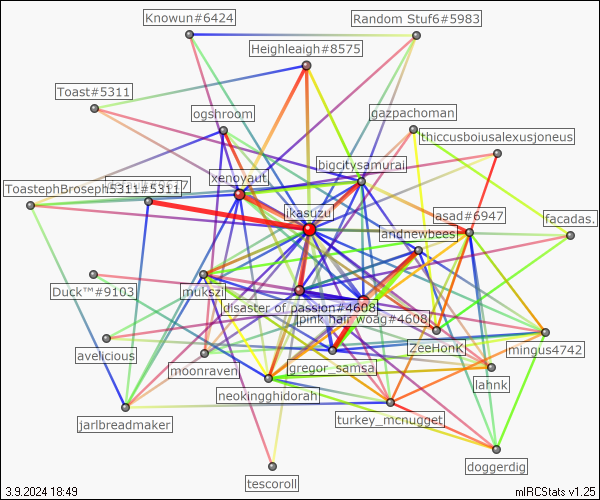 Knowun#6424
Random Stuf6#5983
Heighleaigh#8575
Toast#5311
ogshroom
gazpachoman
thiccusboiusalexusjoneus
bigcitysamurai
xenoyaut
ToastephBroseph5311#5311
ikasuzu
asad#6947
facadas.
andnewbees
Duck™#9103
mukszi
disaster of passion#4608
pink hair woag#4608
avelicious
moonraven
gregor_samsa
ZeeHonk
mingus4742
neokingghidorah
lahnk
jarlbreadmaker
turkey_mcnugget
doggerdig
tescoroll
3.9.2024 18:49
mIRCStats v1.25